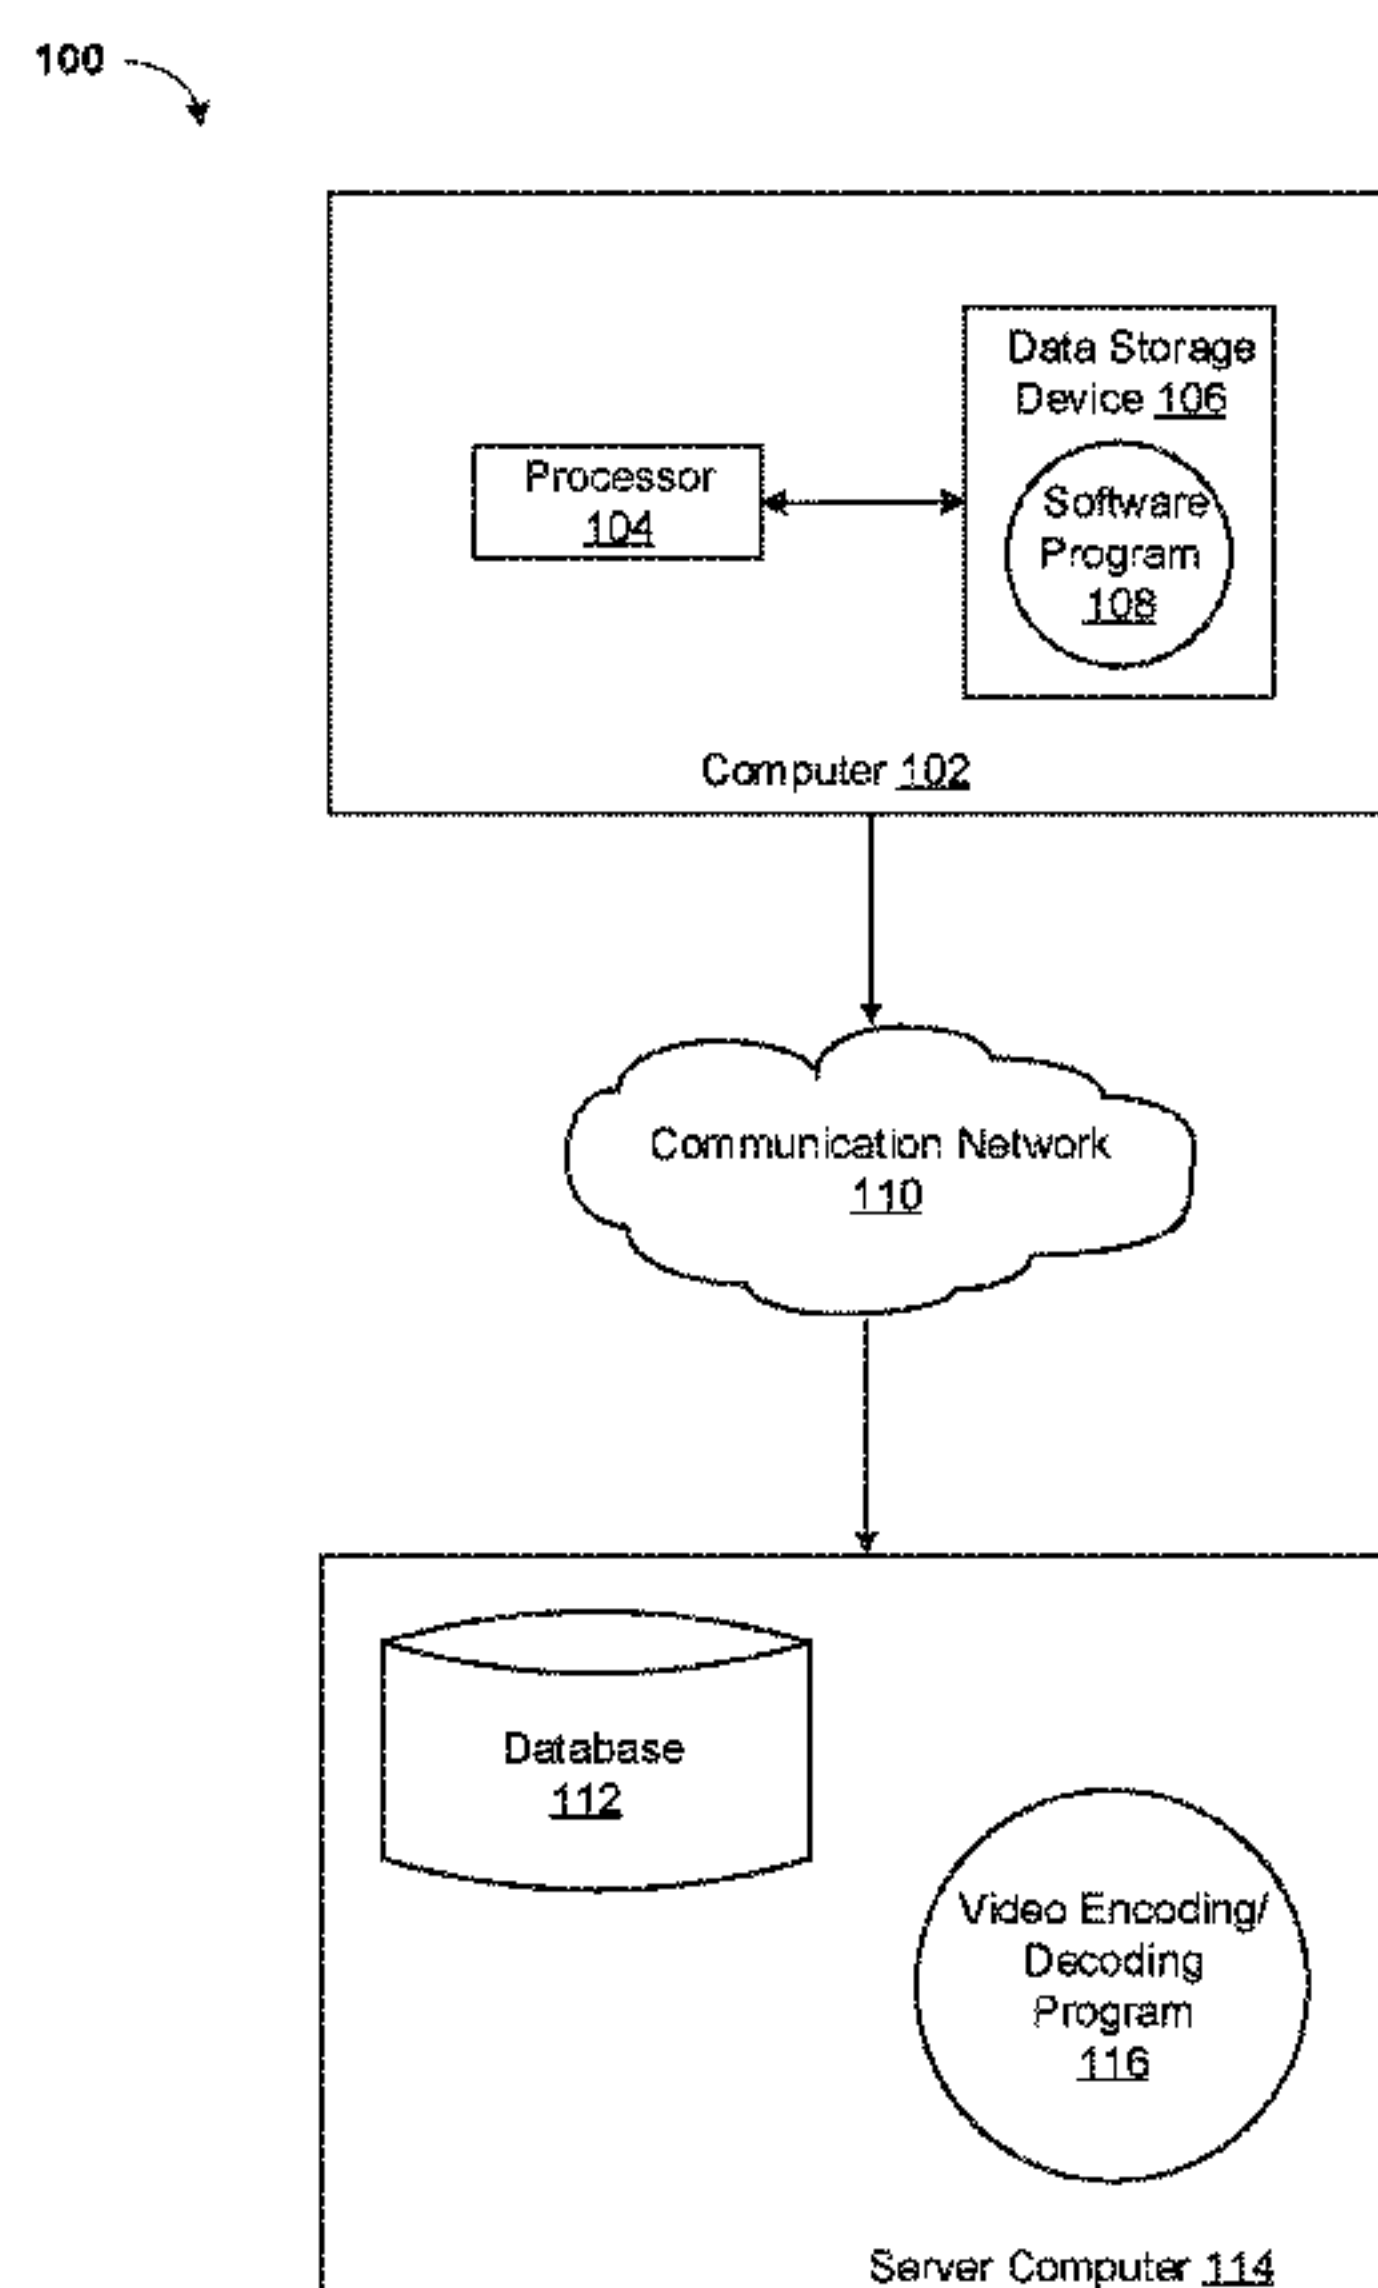 100
Data Storage
Device 106
Processor
104
Software
Program
108
Computer 102
Communication Network
110
Database
112
Video Encoding/
Decoding
Program
116
Server Computer 114